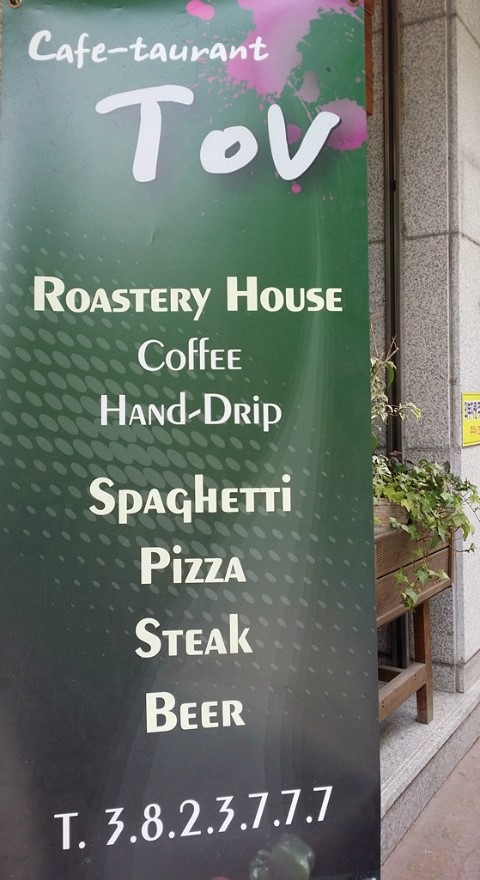 Cafe-taurant
Tov
Roastery House
Coffee
Hand-Drip
Spaghetti
Pizza
Steak
Beer
T. 3.8.2.3.7.7.7